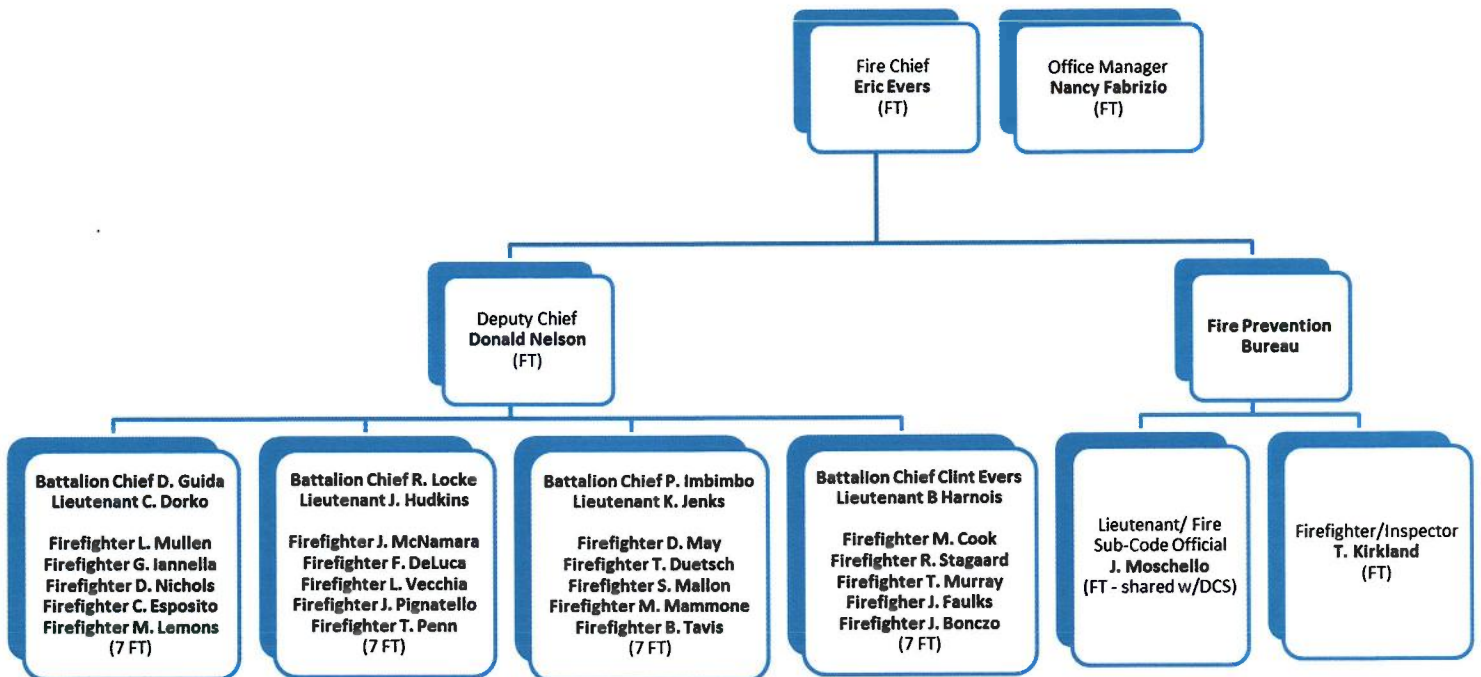 Fire Chief
Eric Evers
(FT)
Office Manager
Nancy Fabrizio
(FT)
Deputy Chief
Donald Nelson
(FT)
Fire Prevention
Bureau
Battalion Chief D. Guida
Lieutenant C. Dorko
Firefighter L. Mullen
Firefighter G. Iannella
Firefighter D. Nichols
Firefighter C. Esposito
Firefighter M. Lemons
(7 FT)
Battalion Chief R. Locke
Lieutenant J. Hudkins
Firefighter J. McNamara
Firefighter F. DeLuca
Firefighter L. Vecchia
Firefighter J. Pignatello
Firefighter T. Penn
(7 FT)
Battalion Chief P. Imbimbo
Lieutenant K. Jenks
Firefighter D. May
Firefighter T. Duetsch
Firefighter S. Mallon
Firefighter M. Mammone
Firefighter B. Tavis
(7 FT)
Battalion Chief Clint Evers
Lieutenant B Harnois
Firefighter M. Cook
Firefighter R. Stagaard
Firefighter T. Murray
Firefigher J. Faulks
Firefighter J. Bonczo
(7 FT)
Lieutenant/ Fire
Sub-Code Official
J. Moschello
(FT - shared w/DCS)
Firefighter/Inspector
T. Kirkland
(FT)